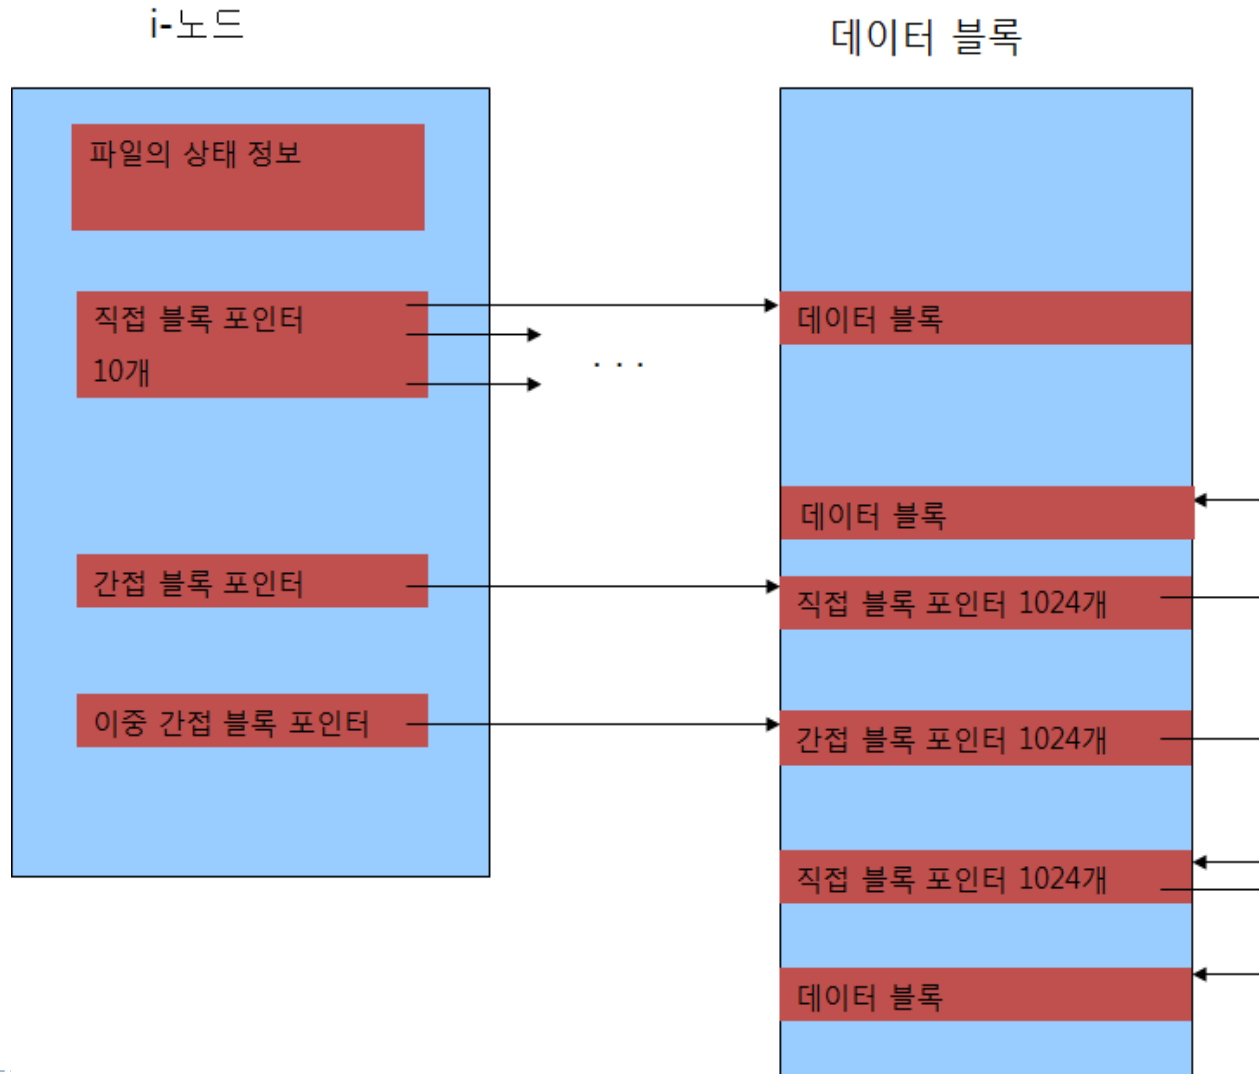 i-노드
데이터 블록
파일의 상태 정보
직접 블록 포인터
10개
. . .
데이터 블록
데이터 블록
간접 블록 포인터
직접 블록 포인터 1024개
이중 간접 블록 포인터
간접 블록 포인터 1024개
직접 블록 포인터 1024개
데이터 블록